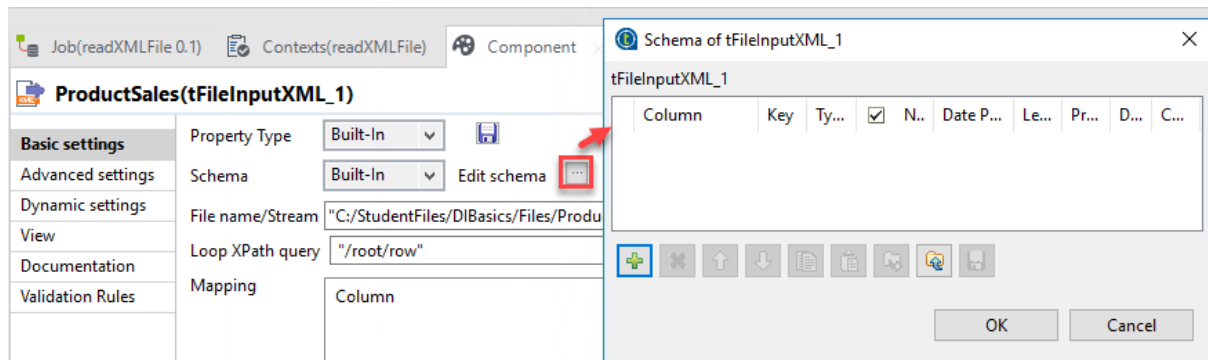 Job(readXMLFile 0.1) Contexts(readXMLFile) Component
ProductSales(tFileInputXML_1)
Basic settings
Advanced settings
Dynamic settings
View
Documentation
Validation Rules
Property Type Built-In
Schema Built-In Edit schema ...
File name/Stream "C:/StudentFiles/DIBasics/Files/Produ
Loop XPath query "/root/row"
Mapping
Column
Schema of tFileInputXML_1
tFileInputXML_1
Column Key Ty... N.. Date P... Le... Pr... D... C...
OK Cancel